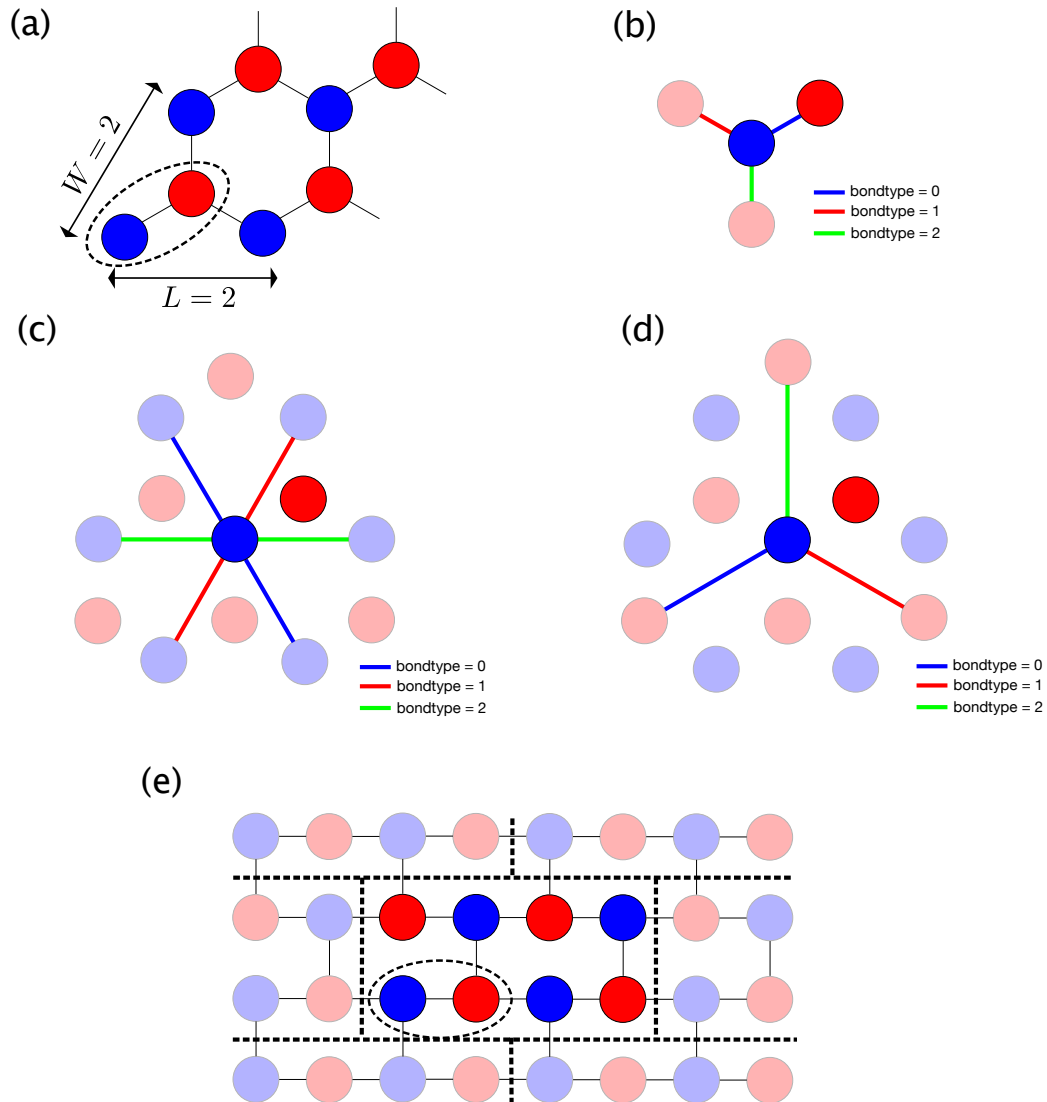 (a)
W = 2
L = 2
(b)
bondtype = 0
bondtype = 1
bondtype = 2
(c)
bondtype = 0
bondtype = 1
bondtype = 2
(d)
bondtype = 0
bondtype = 1
bondtype = 2
(e)